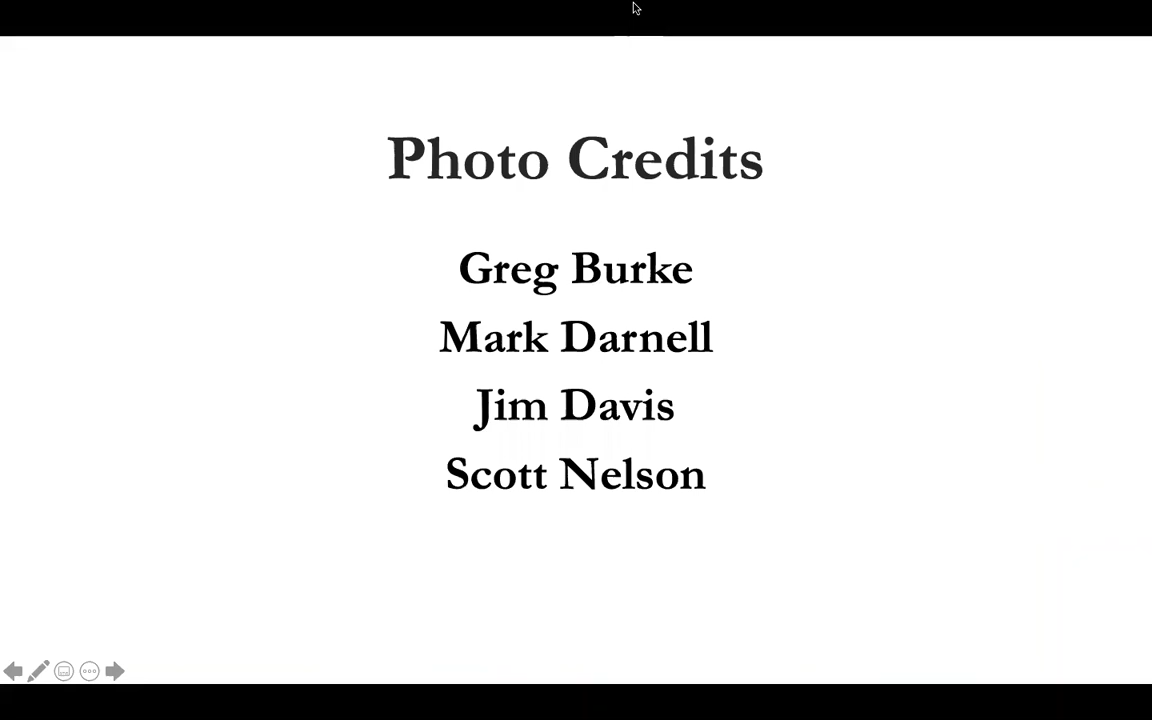 Photo Credits
Greg Burke
Mark Darnell
Jim Davis
Scott Nelson